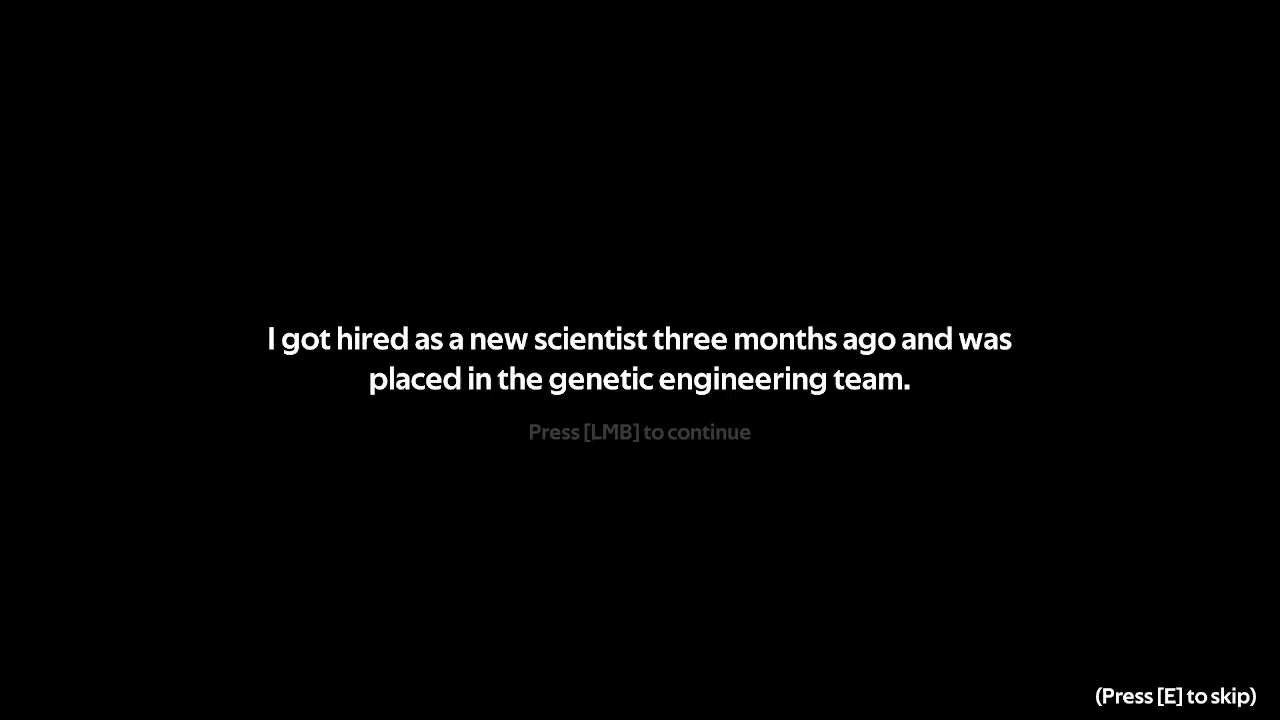 I got hired as a new scientist three months ago and was
placed in the genetic engineering team.
Press [LMB] to continue
(Press [E] to skip)